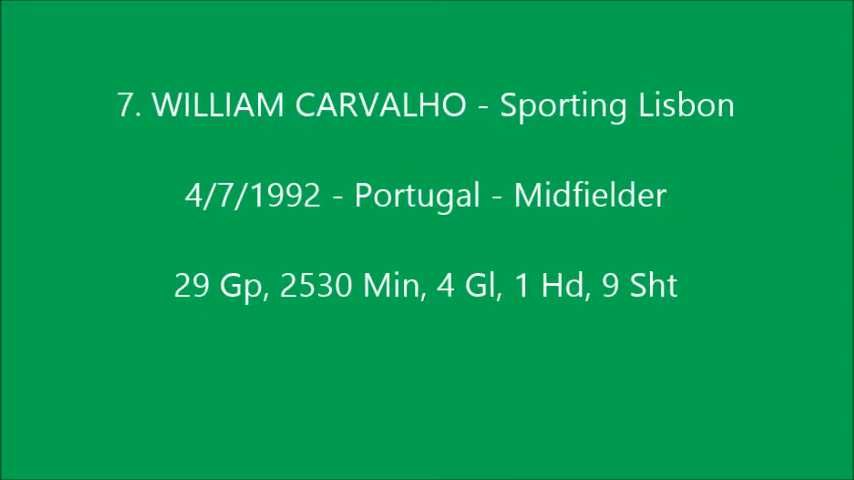 7. WILLIAM CARVALHO - Sporting Lisbon
4/7/1992 - Portugal - Midfielder
29 Gp, 2530 Min, 4 Gl, 1 Hd, 9 Sht